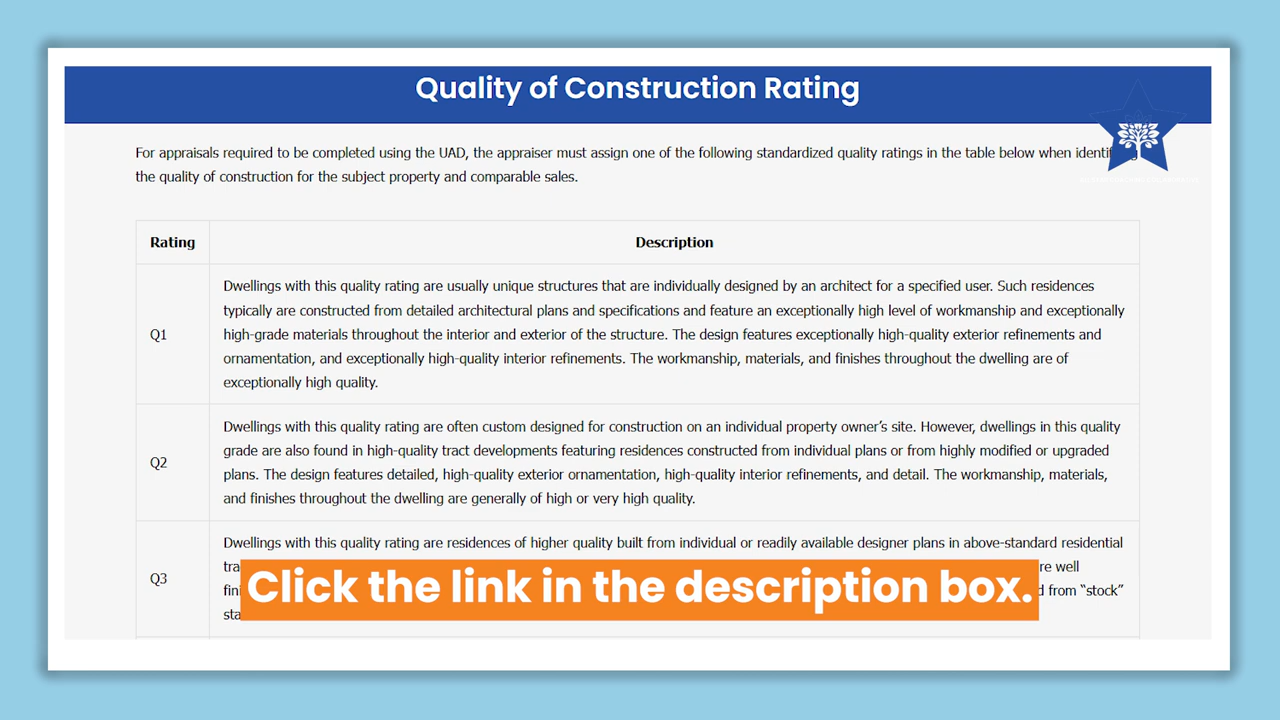 Quality of Construction Rating
For appraisals required to be completed using the UAD, the appraiser must assign one of the following standardized quality ratings in the table below when
the quality of construction for the subject property and comparable sales.
Rating
Description
Dwellings with this quality rating are usually unique structures that are individually designed by an architect for a specified user. Such residences
typically are constructed from detailed architectural plans and specifications and feature an exceptionally high level of workmanship and exceptionally
Q1
high-grade materials throughout the interior and exterior of the structure. The design features exceptionally high-quality exterior refinements and
ornamentation, and exceptionally high-quality interior refinements. The workmanship, materials, and finishes throughout the dwelling are of
exceptionally high quality.
Dwellings with this quality rating are often custom designed for construction on an individual property owner’s site. However, dwellings in this quality
grade are also found in high-quality tract developments featuring residences constructed from individual plans or from highly modified or upgraded
Q2
plans. The design features detailed, high-quality exterior ornamentation, high-quality interior refinements, and detail. The workmanship, materials,
and finishes throughout the dwelling are generally of high or very high quality.
Dwellings with this quality rating are residences of higher quality built from individual or readily available designer plans in above-standard residential
well
Q3
from “stock”
Click the link in the description box.